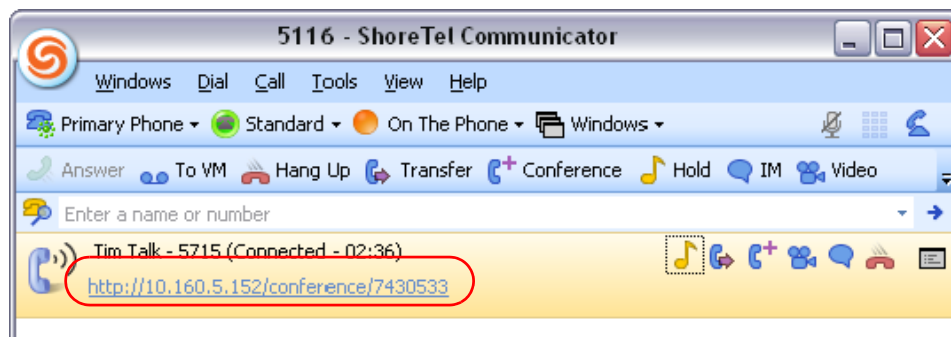 5116 - ShoreTel Communicator
Windows Dial Call Tools View Help
Primary Phone Standard On The Phone Windows
Answer To VM Hang Up Transfer Conference Hold IM Video
Enter a name or number
Tim Talk - 5715 (Connected - 02:36)
http://10.160.5.152/conference/7430533